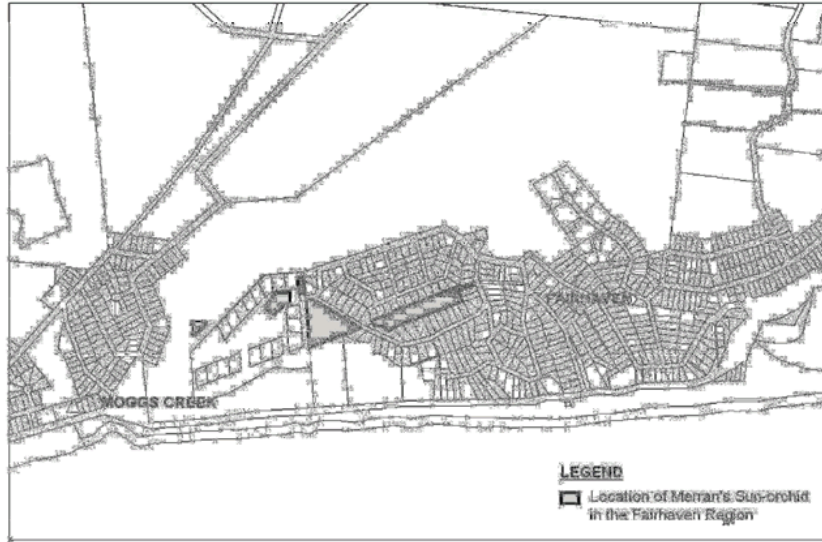 FAIRHAVEN
MOGGS CREEK
LEGEND
Location of Merran's Sun-orchid
in the Fairhaven Region